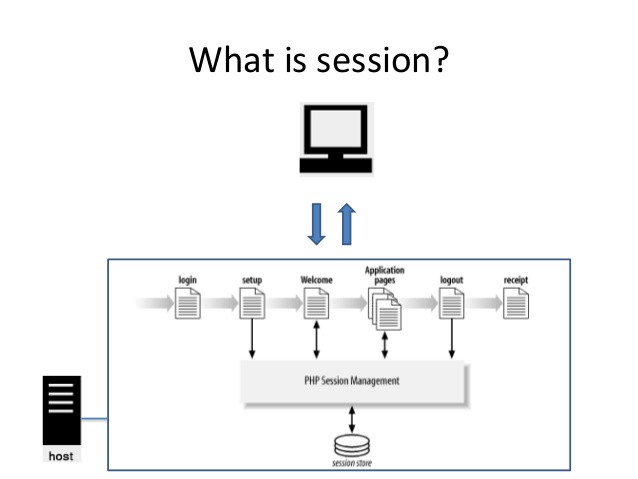 What is session?
login
setup
Welcome
Application
pages
logout
receipt
PHP Session Management
session store
host